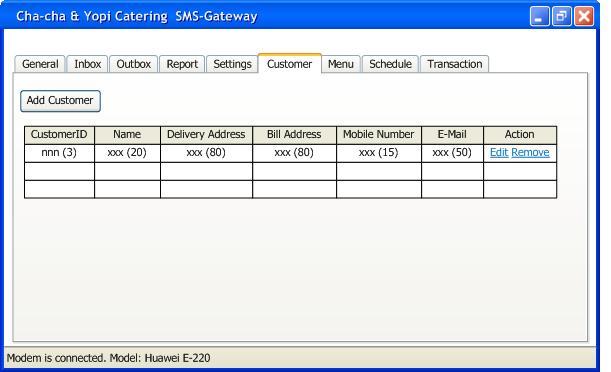 Cha-cha & Yopi Catering SMS-Gateway
General Inbox Outbox Report Settings Customer Menu Schedule Transaction
Add Customer
CustomerID Name Delivery Address Bill Address Mobile Number E-Mail Action
nnn (3) xxx (20) xxx (80) xxx (80) xxx (15) xxx (50) Edit Remove
Modem is connected. Model: Huawei E-220